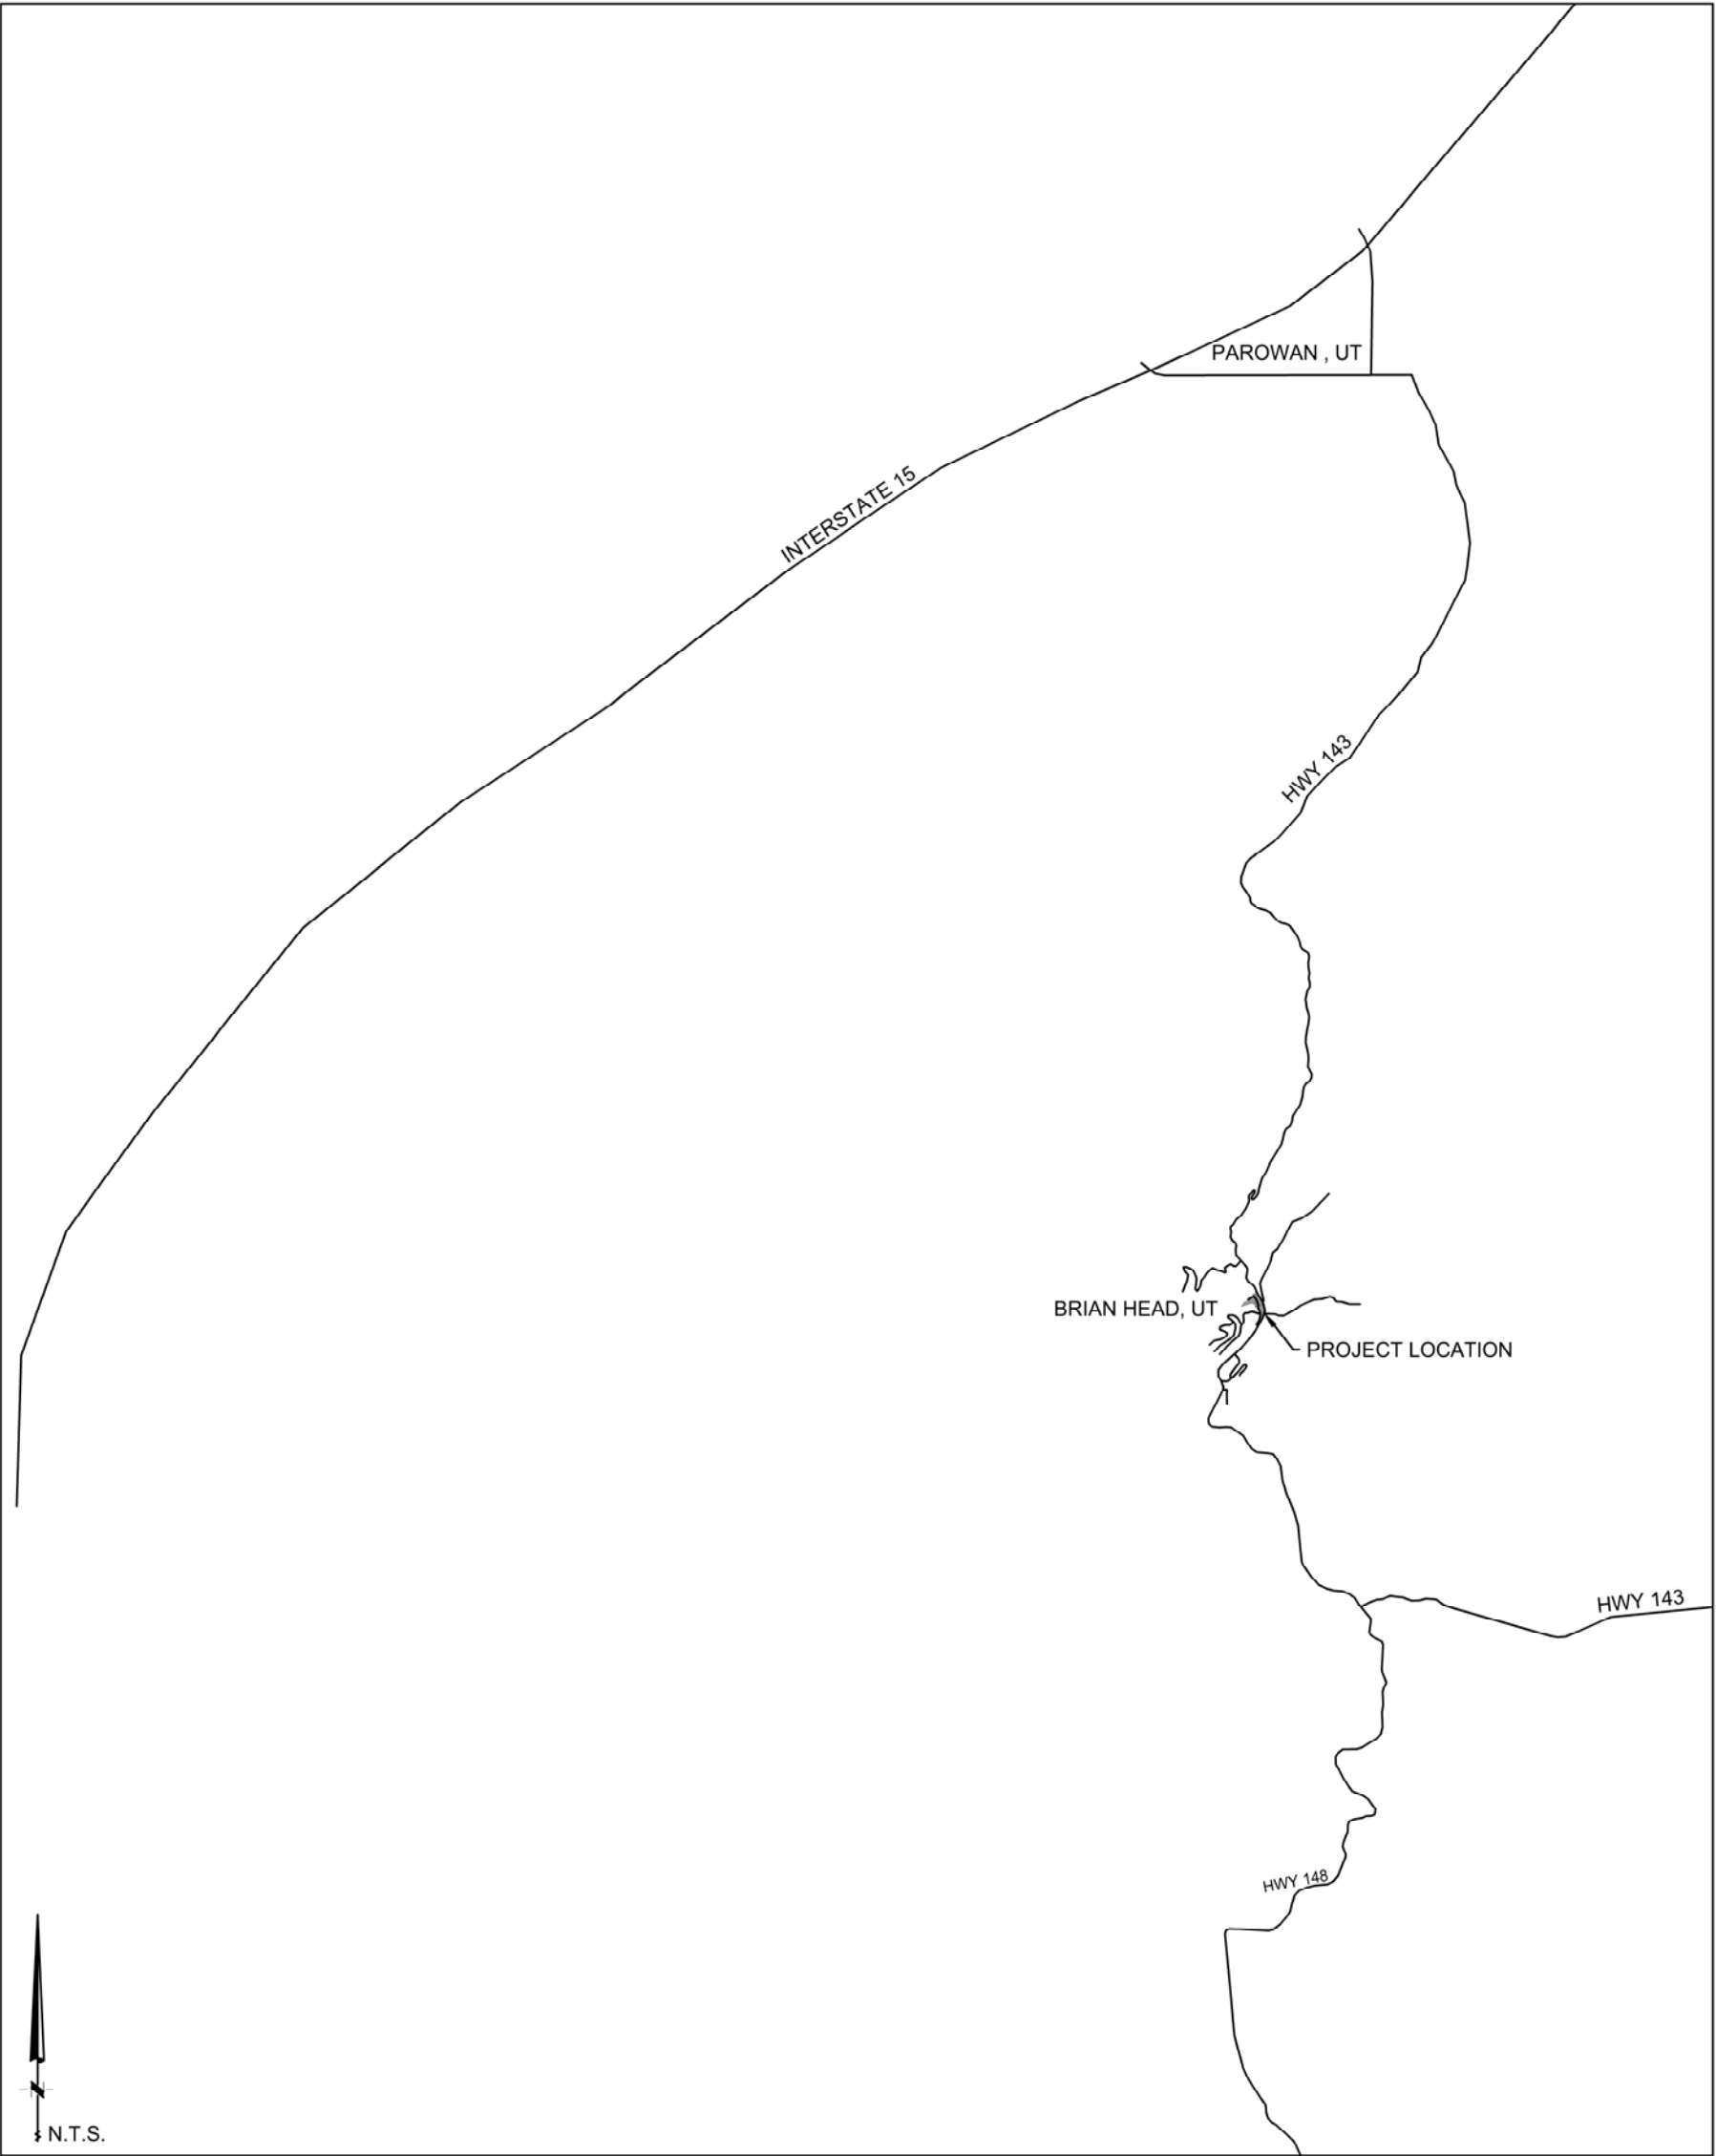 PAROWAN , UT
INTERSTATE 15
HWY 143
BRIAN HEAD, UT
PROJECT LOCATION
HWY 143
HWY 148
N
N.T.S.